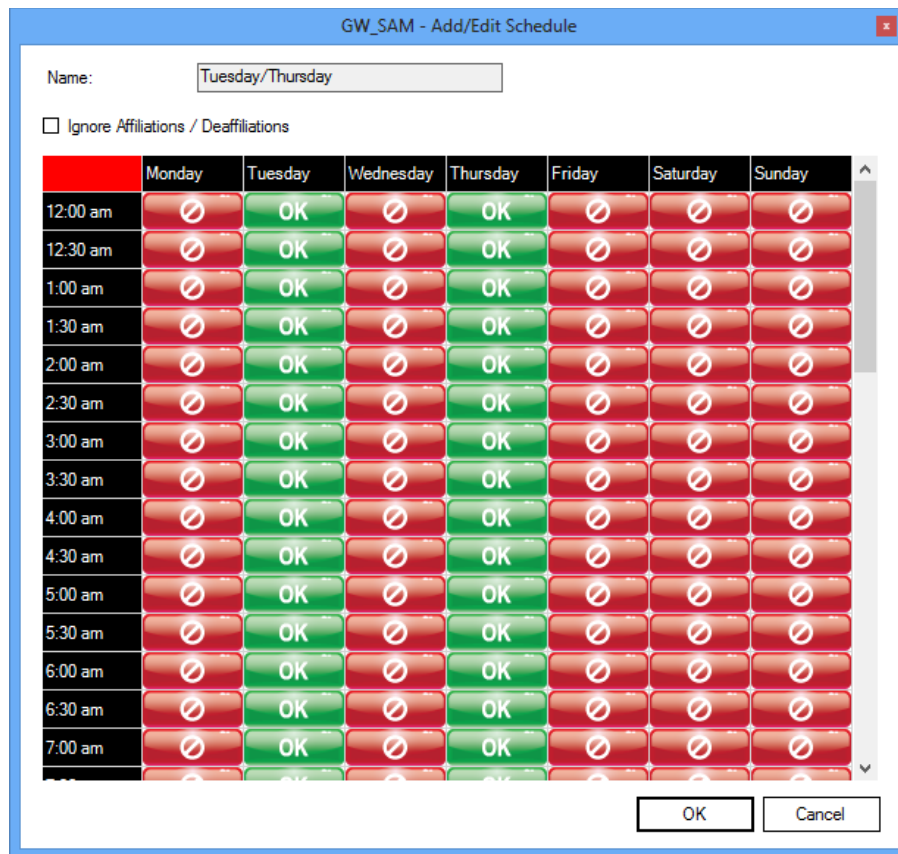 GW_SAM - Add/Edit Schedule
x
Name: Tuesday/Thursday
Ignore Affiliations / Deaffiliations
Monday Tuesday Wednesday Thursday Friday Saturday Sunday
12:00 am OK OK
12:30 am OK OK
1:00 am OK OK
1:30 am OK OK
2:00 am OK OK
2:30 am OK OK
3:00 am OK OK
3:30 am OK OK
4:00 am OK OK
4:30 am OK OK
5:00 am OK OK
5:30 am OK OK
6:00 am OK OK
6:30 am OK OK
7:00 am OK OK
OK Cancel